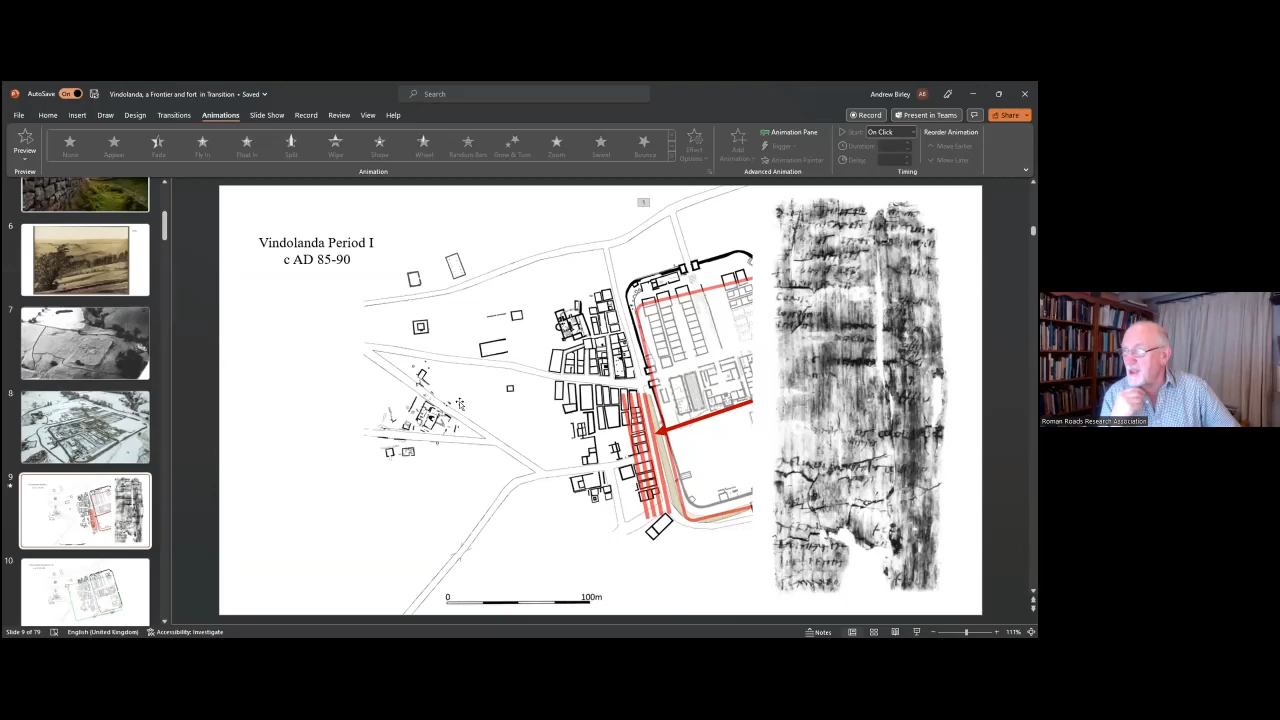 AutoSave On Vindolanda, a Frontier and fort in Transition • Saved
Search
Andrew Birley AB
File Home Insert Draw Design Transitions Animations Slide Show Record Review View Help
Record Present in Teams Share
Preview
None Appear Fade Fly In Float In Split Wipe Shape Wheel Random Bars Grow & Turn Zoom Swivel Bounce
Effect Options
Add Animation
Animation Pane
Trigger
Animation Painter
Start: On Click
Duration:
Delay:
Reorder Animation
Move Earlier
Move Later
Preview Animation Advanced Animation Timing
6
7
8
9
10
1
Vindolanda Period I
c AD 85-90
0 100m
Roman Roads Research Association
Slide 9 of 79 English (United Kingdom) Accessibility: Investigate Notes 111%